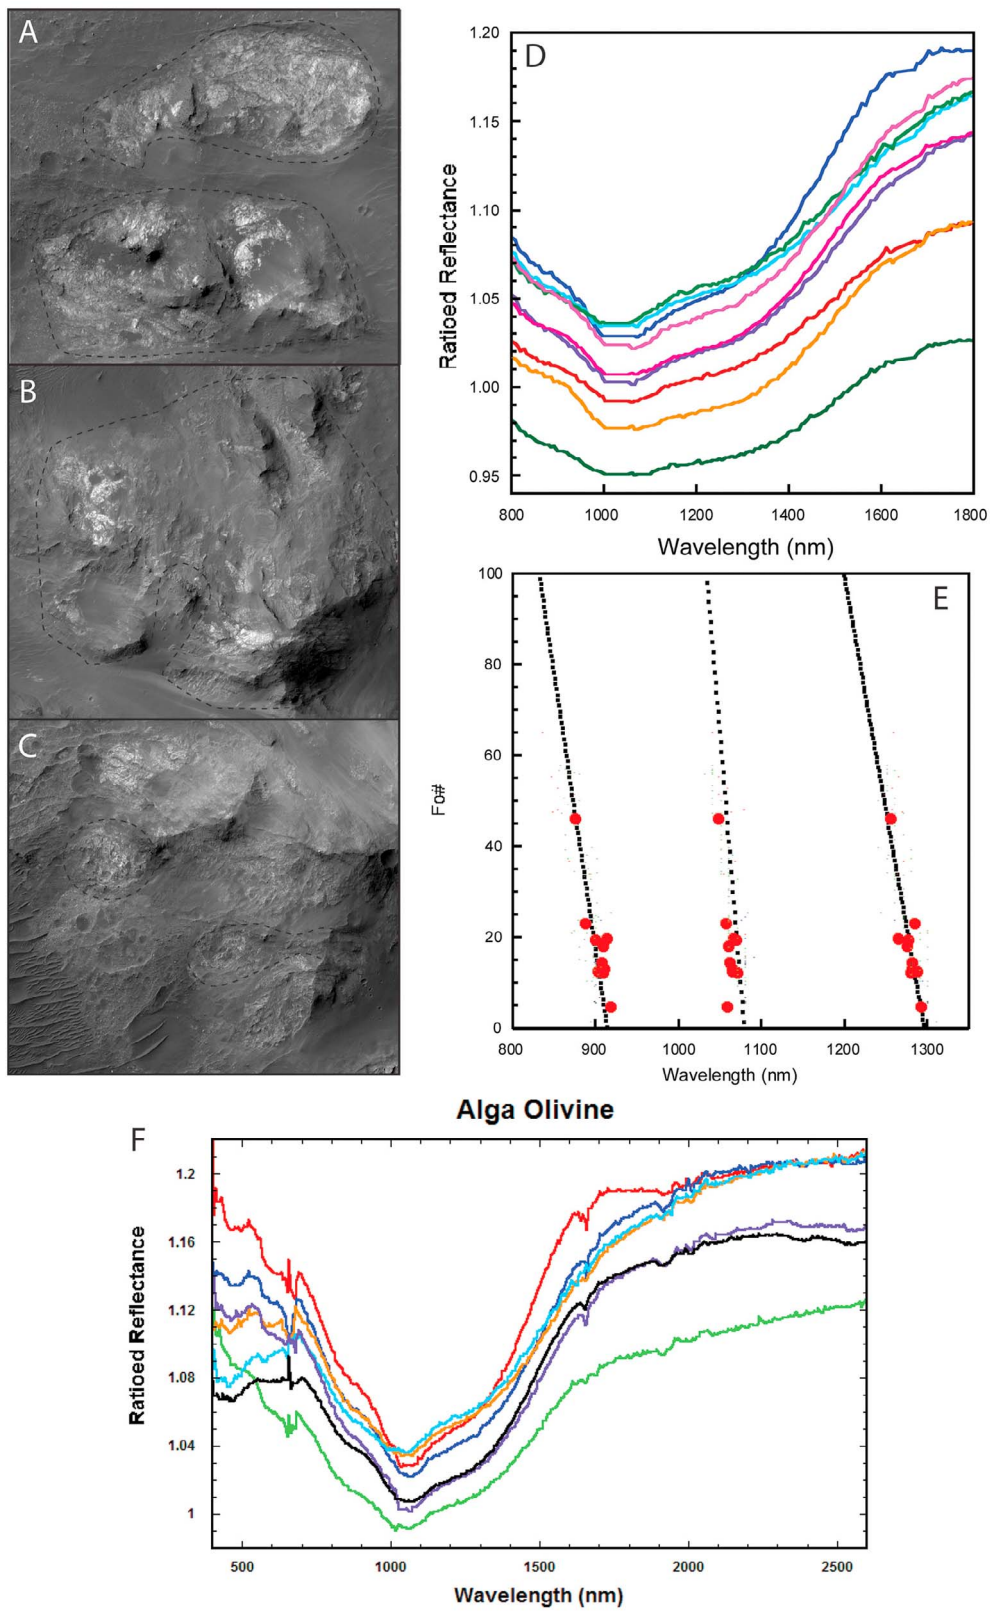 A
B
C
D
1.20
1.15
1.10
1.05
1.00
0.95
Ratioed Reflectance
800 1000 1200 1400 1600 1800
Wavelength (nm)
E
100
80
60
40
20
0
Fo#
800 900 1000 1100 1200 1300
Wavelength (nm)
Alga Olivine
F
1.2
1.16
1.12
1.08
1.04
1
Ratioed Reflectance
500 1000 1500 2000 2500
Wavelength (nm)